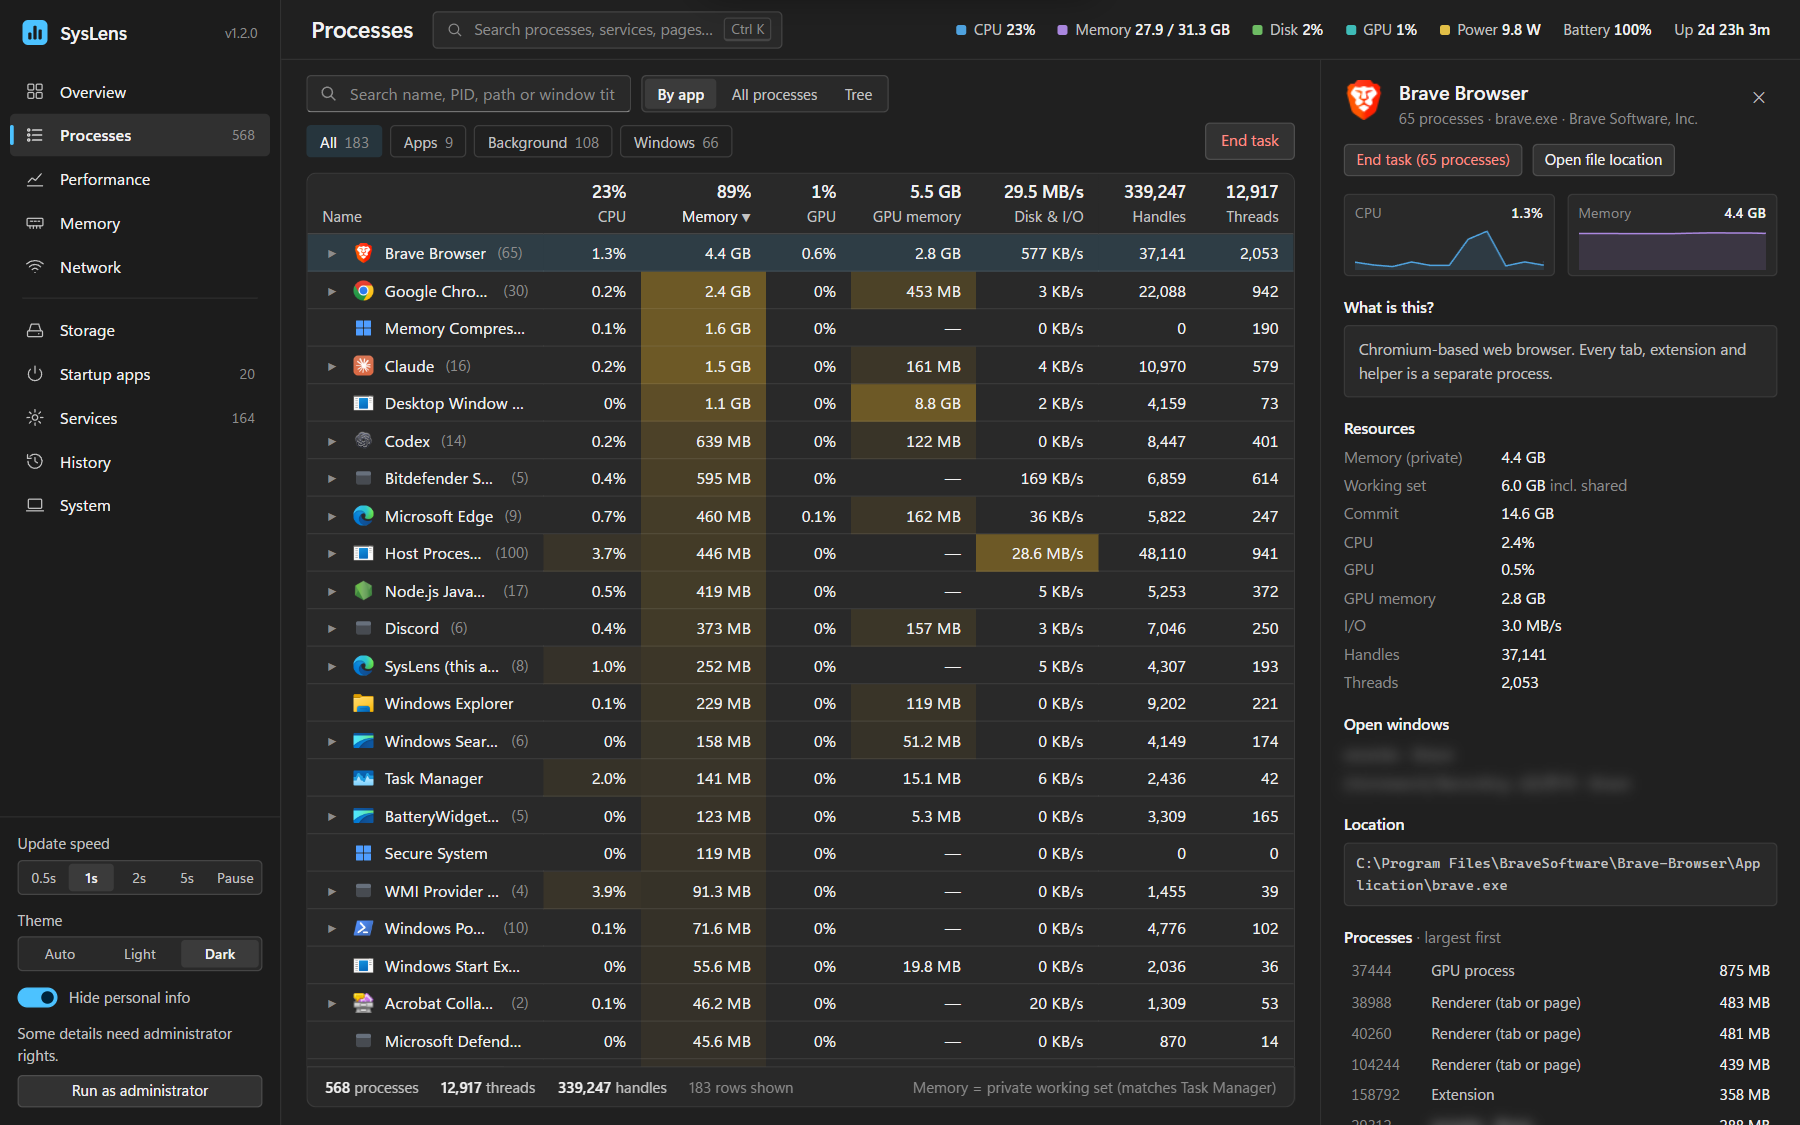 SysLens v1.2.0
Overview
Processes 568
Performance
Memory
Network
Storage
Startup apps 20
Services 164
History
System
Update speed
0.5s 1s 2s 5s Pause
Theme
Auto Light Dark
Hide personal info
Some details need administrator
rights.
Run as administrator
Processes
Search processes, services, pages... Ctrl K
CPU 23% Memory 27.9 / 31.3 GB Disk 2% GPU 1% Power 9.8 W Battery 100% Up 2d 23h 3m
Search name, PID, path or window tit
By app All processes Tree
All 183 Apps 9 Background 108 Windows 66
End task
23% 89% 1% 5.5 GB 29.5 MB/s 339,247 12,917
Name CPU Memory ▼ GPU GPU memory Disk & I/O Handles Threads
Brave Browser (65) 1.3% 4.4 GB 0.6% 2.8 GB 577 KB/s 37,141 2,053
Google Chro... (30) 0.2% 2.4 GB 0% 453 MB 3 KB/s 22,088 942
Memory Compres... 0.1% 1.6 GB 0% — 0 KB/s 0 190
Claude (16) 0.2% 1.5 GB 0% 161 MB 4 KB/s 10,970 579
Desktop Window ... 0% 1.1 GB 0% 8.8 GB 2 KB/s 4,159 73
Codex (14) 0.2% 639 MB 0% 122 MB 0 KB/s 8,447 401
Bitdefender S... (5) 0.4% 595 MB 0% — 169 KB/s 6,859 614
Microsoft Edge (9) 0.7% 460 MB 0.1% 162 MB 36 KB/s 5,822 247
Host Proces... (100) 3.7% 446 MB 0% — 28.6 MB/s 48,110 941
Node.js Java... (17) 0.5% 419 MB 0% — 5 KB/s 5,253 372
Discord (6) 0.4% 373 MB 0% 157 MB 3 KB/s 7,046 250
SysLens (this a... (8) 1.0% 252 MB 0% — 5 KB/s 4,307 193
Windows Explorer 0.1% 229 MB 0% 119 MB 0 KB/s 9,202 221
Windows Sear... (6) 0% 158 MB 0% 51.2 MB 0 KB/s 4,149 174
Task Manager 2.0% 141 MB 0% 15.1 MB 6 KB/s 2,436 42
BatteryWidget... (5) 0% 123 MB 0% 5.3 MB 0 KB/s 3,309 165
Secure System 0% 119 MB 0% — 0 KB/s 0 0
WMI Provider ... (4) 3.9% 91.3 MB 0% — 0 KB/s 1,455 39
Windows Po... (10) 0.1% 71.6 MB 0% — 0 KB/s 4,776 102
Windows Start Ex... 0% 55.6 MB 0% 19.8 MB 0 KB/s 2,036 36
Acrobat Colla... (2) 0.1% 46.2 MB 0% — 20 KB/s 1,309 53
Microsoft Defend... 0% 45.6 MB 0% — 0 KB/s 870 14
568 processes 12,917 threads 339,247 handles 183 rows shown Memory = private working set (matches Task Manager)
Brave Browser
65 processes · brave.exe · Brave Software, Inc.
End task (65 processes) Open file location
CPU 1.3% Memory 4.4 GB
What is this?
Chromium-based web browser. Every tab, extension and
helper is a separate process.
Resources
Memory (private) 4.4 GB
Working set 6.0 GB incl. shared
Commit 14.6 GB
CPU 2.4%
GPU 0.5%
GPU memory 2.8 GB
I/O 3.0 MB/s
Handles 37,141
Threads 2,053
Open windows
Location
C:\Program Files\BraveSoftware\Brave-Browser\App
lication\brave.exe
Processes · largest first
37444 GPU process 875 MB
38988 Renderer (tab or page) 483 MB
40260 Renderer (tab or page) 481 MB
104244 Renderer (tab or page) 439 MB
158792 Extension 358 MB